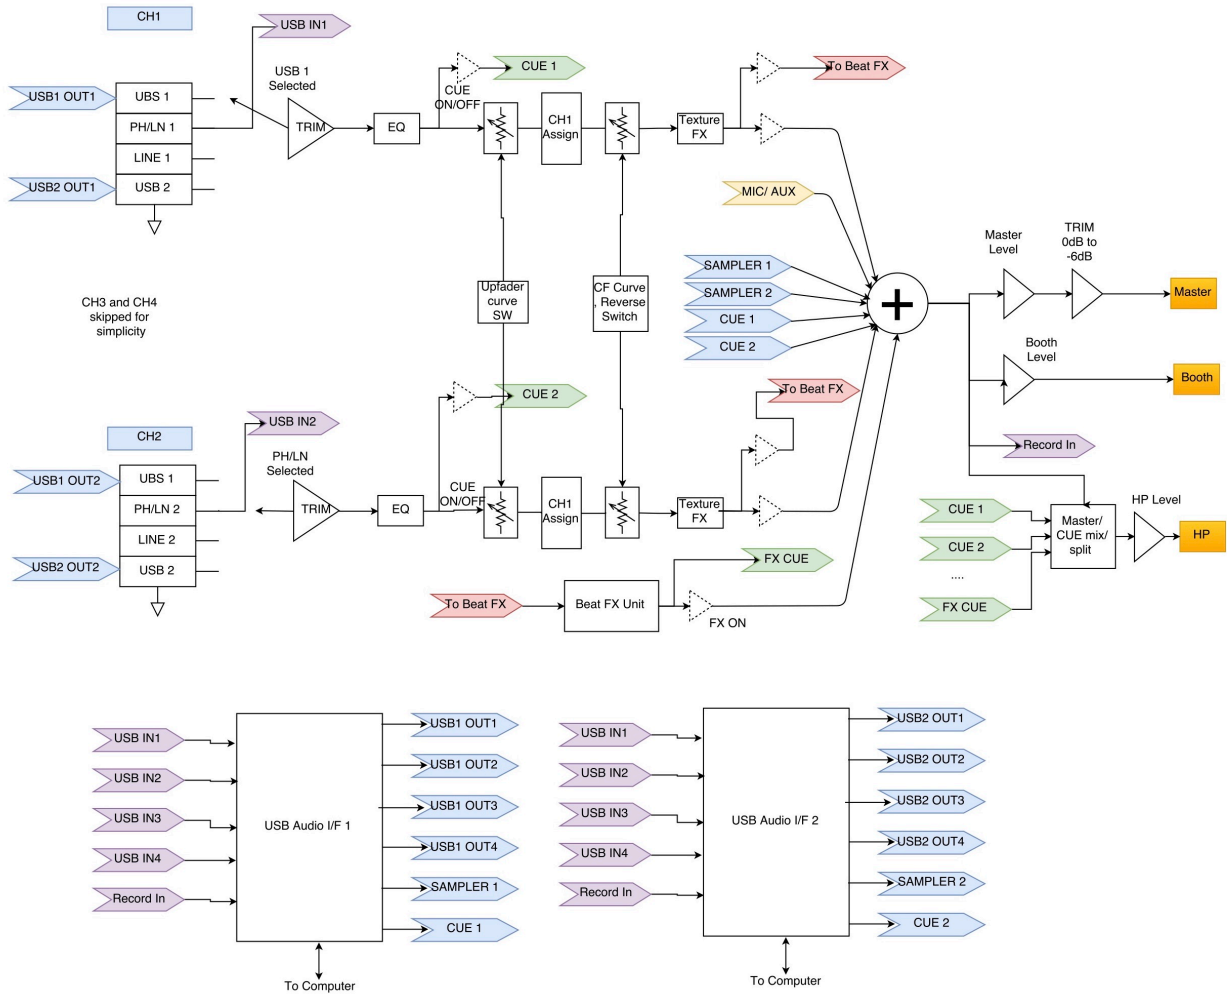 CH1
USB IN1
USB 1
Selected
USB1 OUT1
UBS 1
PH/LN 1
LINE 1
USB2 OUT1
USB 2
TRIM
EQ
CUE
ON/OFF
CUE 1
CH1
Assign
Texture
FX
To Beat FX
MIC/ AUX
SAMPLER 1
SAMPLER 2
CUE 1
CUE 2
Upfader
curve
SW
CF Curve
, Reverse
Switch
CH3 and CH4
skipped for
simplicity
Master
Level
TRIM
0dB to
-6dB
Master
Booth
Level
Booth
Record In
CH2
USB IN2
PH/LN
Selected
USB1 OUT2
UBS 1
PH/LN 2
LINE 2
USB2 OUT2
USB 2
TRIM
EQ
CUE
ON/OFF
CUE 2
CH1
Assign
Texture
FX
To Beat FX
To Beat FX
Beat FX Unit
FX CUE
FX ON
CUE 1
CUE 2
....
FX CUE
Master/
CUE mix/
split
HP Level
HP
USB IN1
USB IN2
USB IN3
USB IN4
Record In
USB Audio I/F 1
USB1 OUT1
USB1 OUT2
USB1 OUT3
USB1 OUT4
SAMPLER 1
CUE 1
To Computer
USB IN1
USB IN2
USB IN3
USB IN4
Record In
USB Audio I/F 2
USB2 OUT1
USB2 OUT2
USB2 OUT3
USB2 OUT4
SAMPLER 2
CUE 2
To Computer